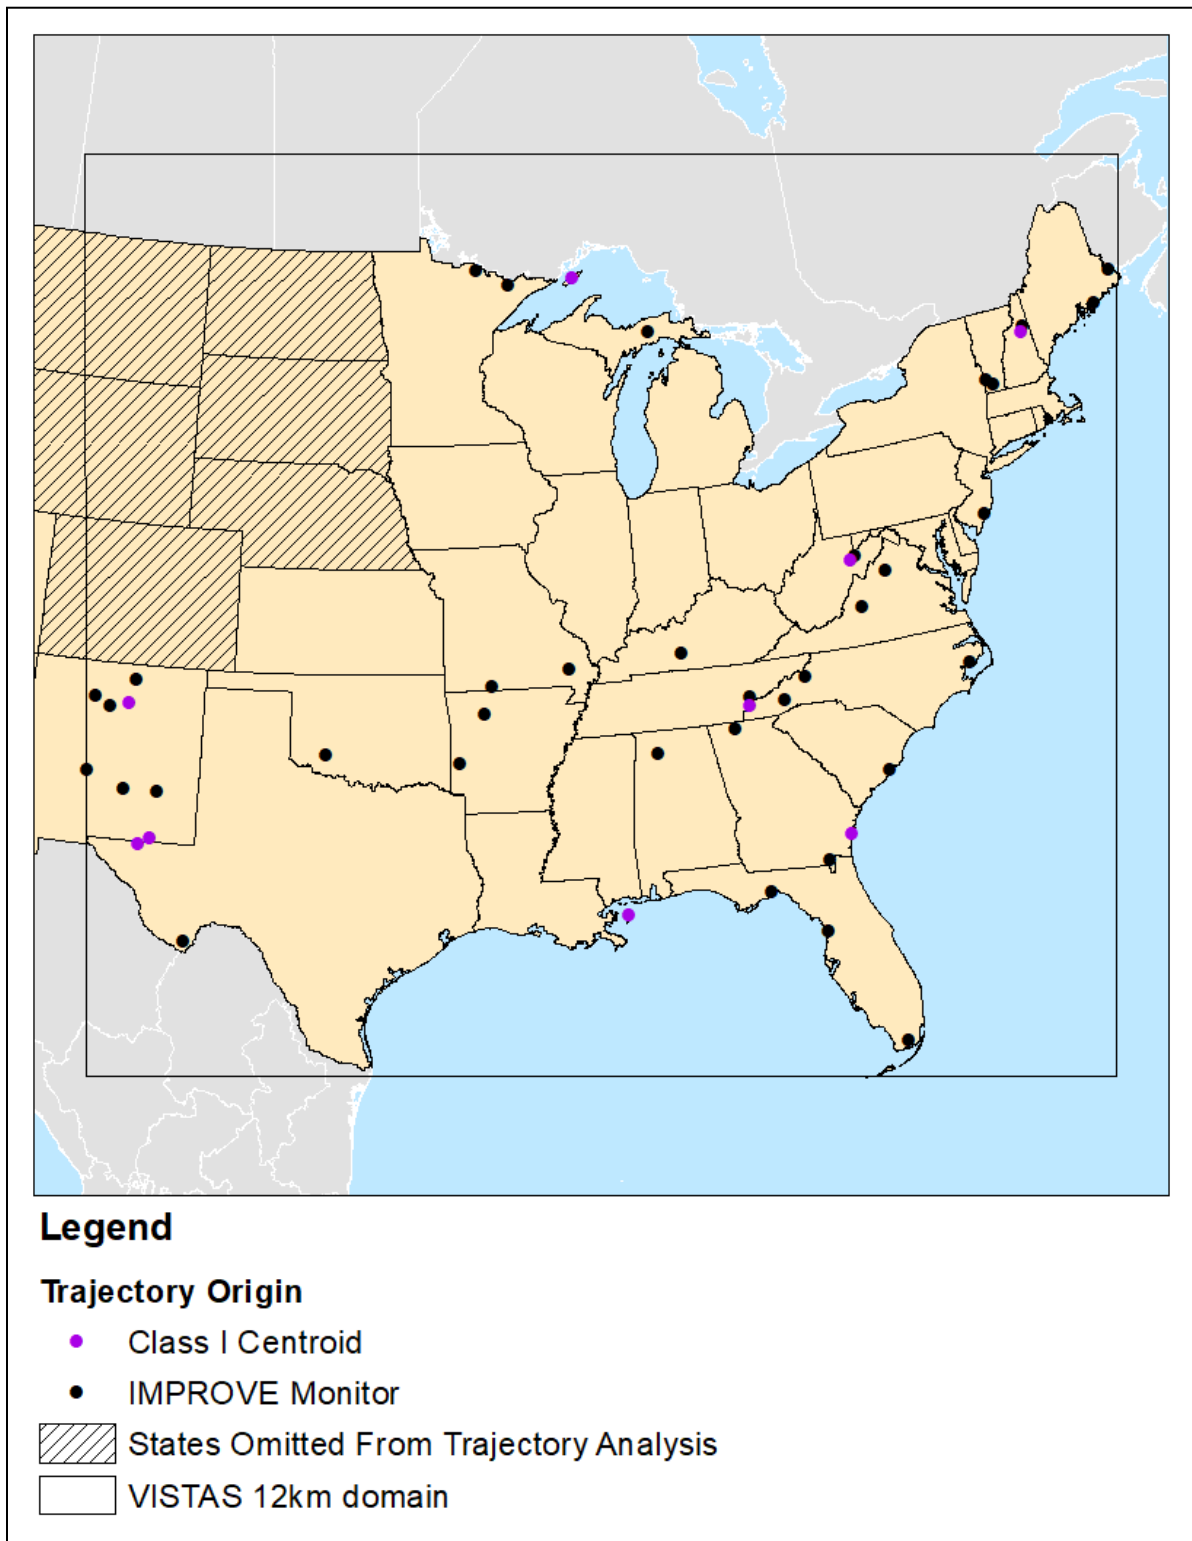 Legend
Trajectory Origin
Class I Centroid
IMPROVE Monitor
States Omitted From Trajectory Analysis
VISTAS 12km domain